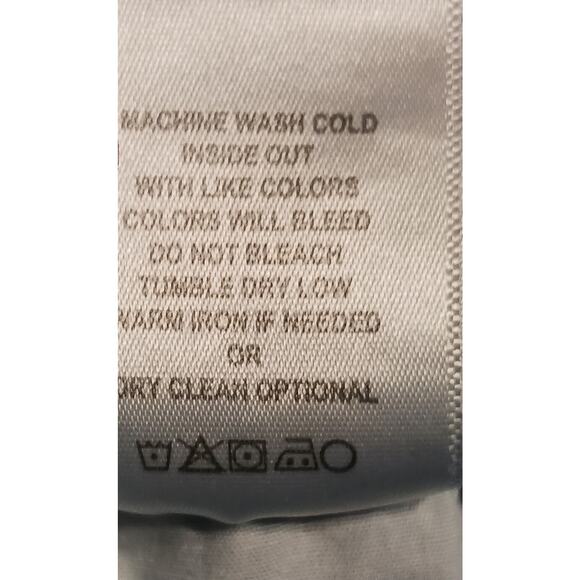 MACHINE WASH COLD
INSIDE OUT
WITH LIKE COLORS
COLORS WILL BLEED
DO NOT BLEACH
TUMBLE DRY LOW
WARM IRON IF NEEDED
OR
DRY CLEAN OPTIONAL